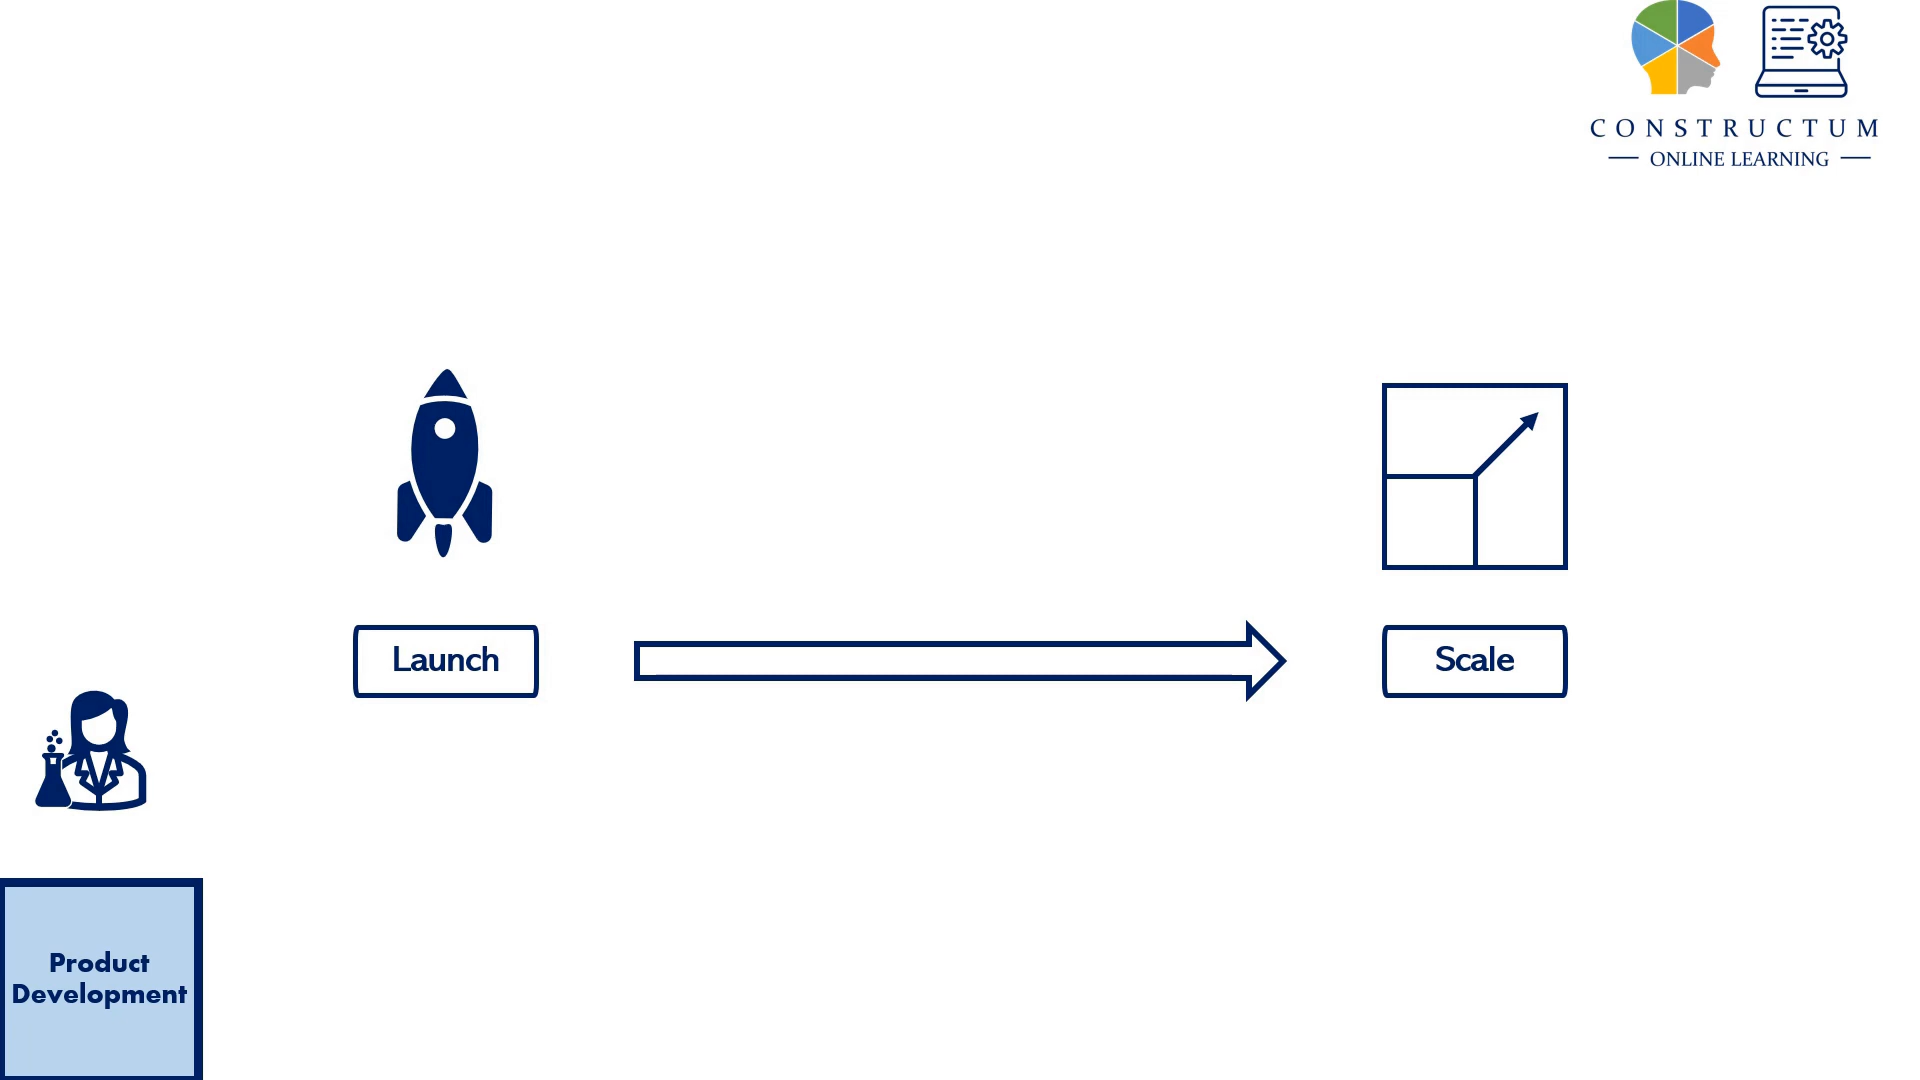 CONSTRUCTUM
ONLINE LEARNING
Launch
Scale
Product
Development